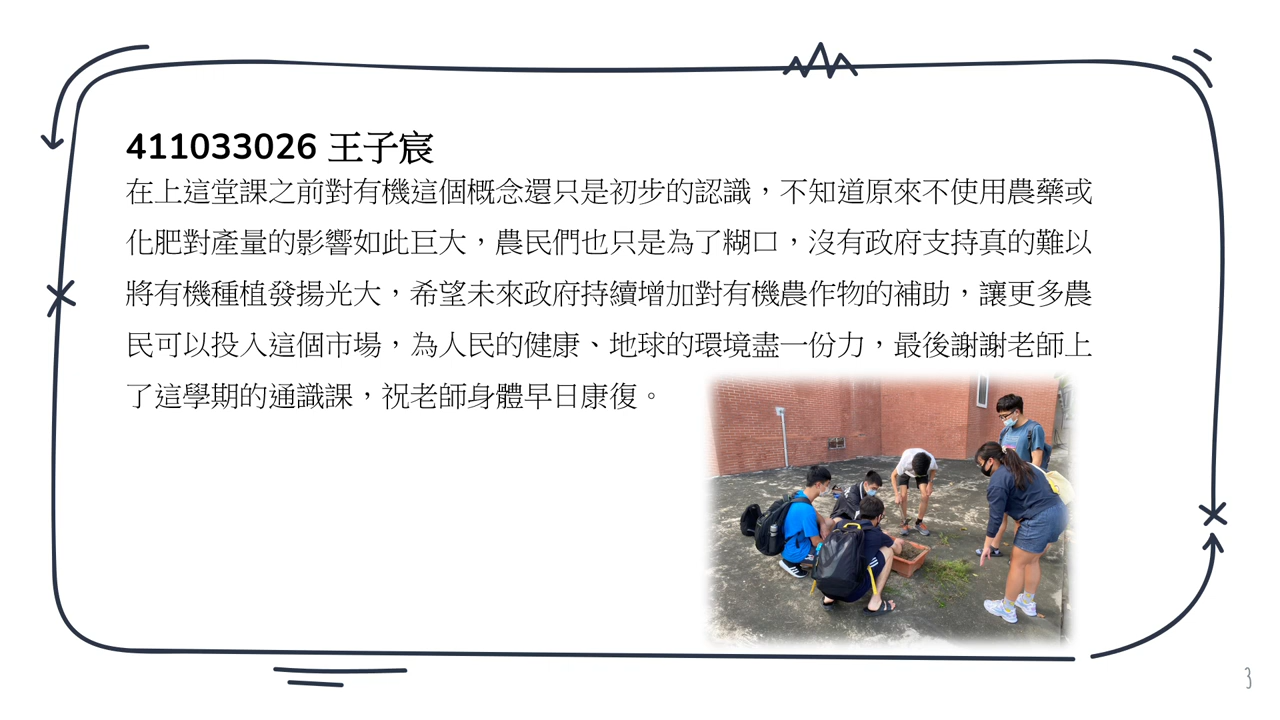 411033026 王子宸
在上這堂課之前對有機這個概念還只是初步的認識，不知道原來不使用農藥或
化肥對產量的影響如此巨大，農民們也只是為了糊口，沒有政府支持真的難以
將有機種植發揚光大，希望未來政府持續增加對有機農作物的補助，讓更多農
民可以投入這個市場，為人民的健康、地球的環境盡一份力，最後謝謝老師上
了這學期的通識課，祝老師身體早日康復。
3